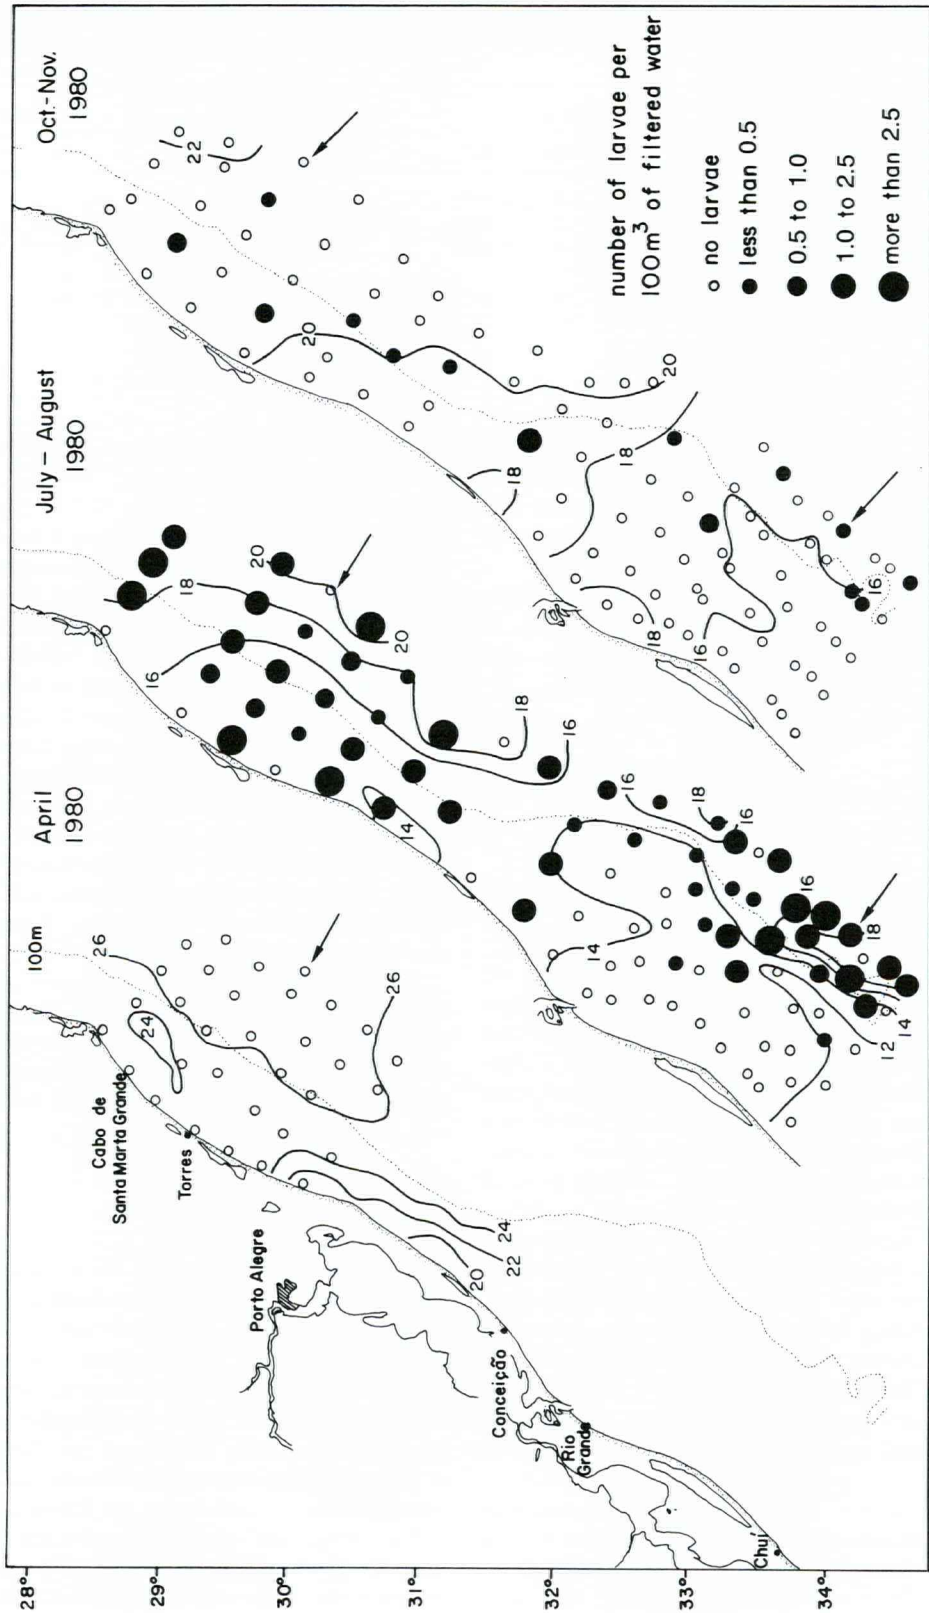 28°
29°
30°
31°
32°
33°
34°
100m
April
1980
July - August
1980
Oct.-Nov.
1980
Cabo de
Santa Marta Grande
Torres
Porto Alegre
Conceição
Rio
Grande
Chuí
26
24
26
24
22
20
18
16
20
20
14
18
16
14
16
18
16
16
18
14
12
22
20
20
18
18
18
16
16
number of larvae per
100m³ of filtered water
no larvae
less than 0.5
0.5 to 1.0
1.0 to 2.5
more than 2.5